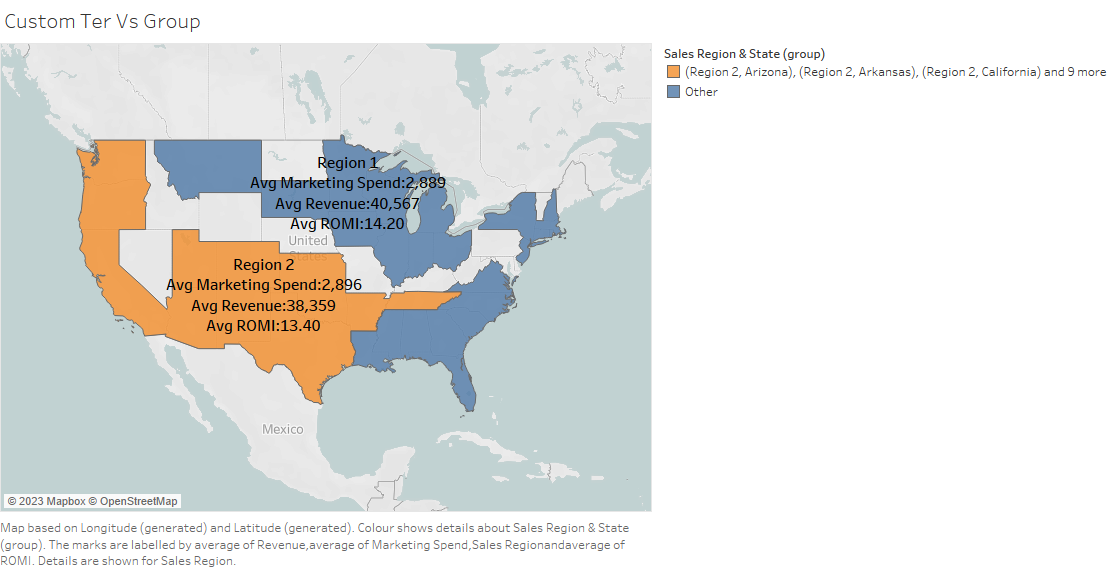 Custom Ter Vs Group
Sales Region & State (group)
(Region 2, Arizona), (Region 2, Arkansas), (Region 2, California) and 9 more
Other
Region 1
Avg Marketing Spend:2,889
Avg Revenue:40,567
Avg ROMI:14.20
United
States
Region 2
Avg Marketing Spend:2,896
Avg Revenue:38,359
Avg ROMI:13.40
Mexico
© 2023 Mapbox © OpenStreetMap
Map based on Longitude (generated) and Latitude (generated). Colour shows details about Sales Region & State
(group). The marks are labelled by average of Revenue,average of Marketing Spend,Sales Regionandaverage of
ROMI. Details are shown for Sales Region.